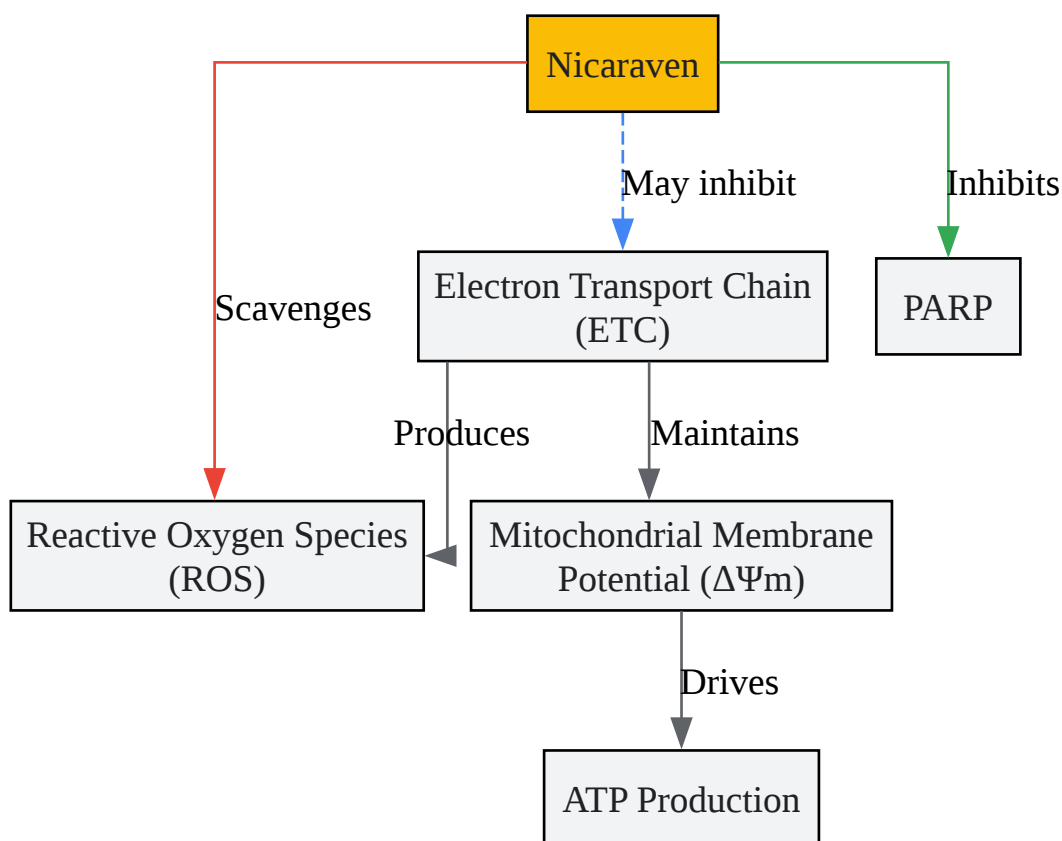 Nicaraven
May inhibit
Inhibits
Electron Transport Chain
(ETC)
PARP
Scavenges
Produces
Maintains
Reactive Oxygen Species
(ROS)
Mitochondrial Membrane
Potential (ΔΨm)
Drives
ATP Production